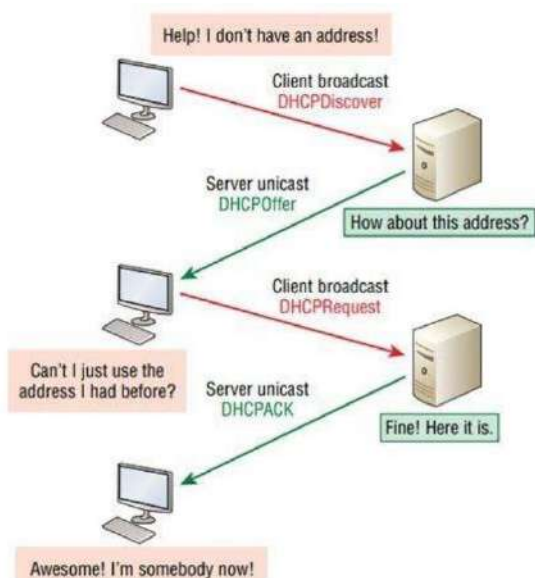 Help! I don't have an address!
Client broadcast
DHCPDiscover
Server unicast
DHCPOffer
How about this address?
Client broadcast
DHCPRequest
Can't I just use the
address I had before?
Server unicast
DHCPACK
Fine! Here it is.
Awesome! I'm somebody now!